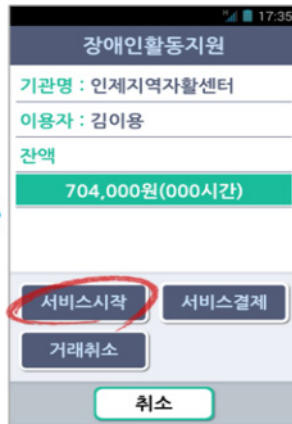 H 17:35
장애인활동지원
기관명 : 인제지역자활센터
이용자 : 김이용
잔액
704,000원(000시간)
서비스시작 서비스결제
거래취소
취소